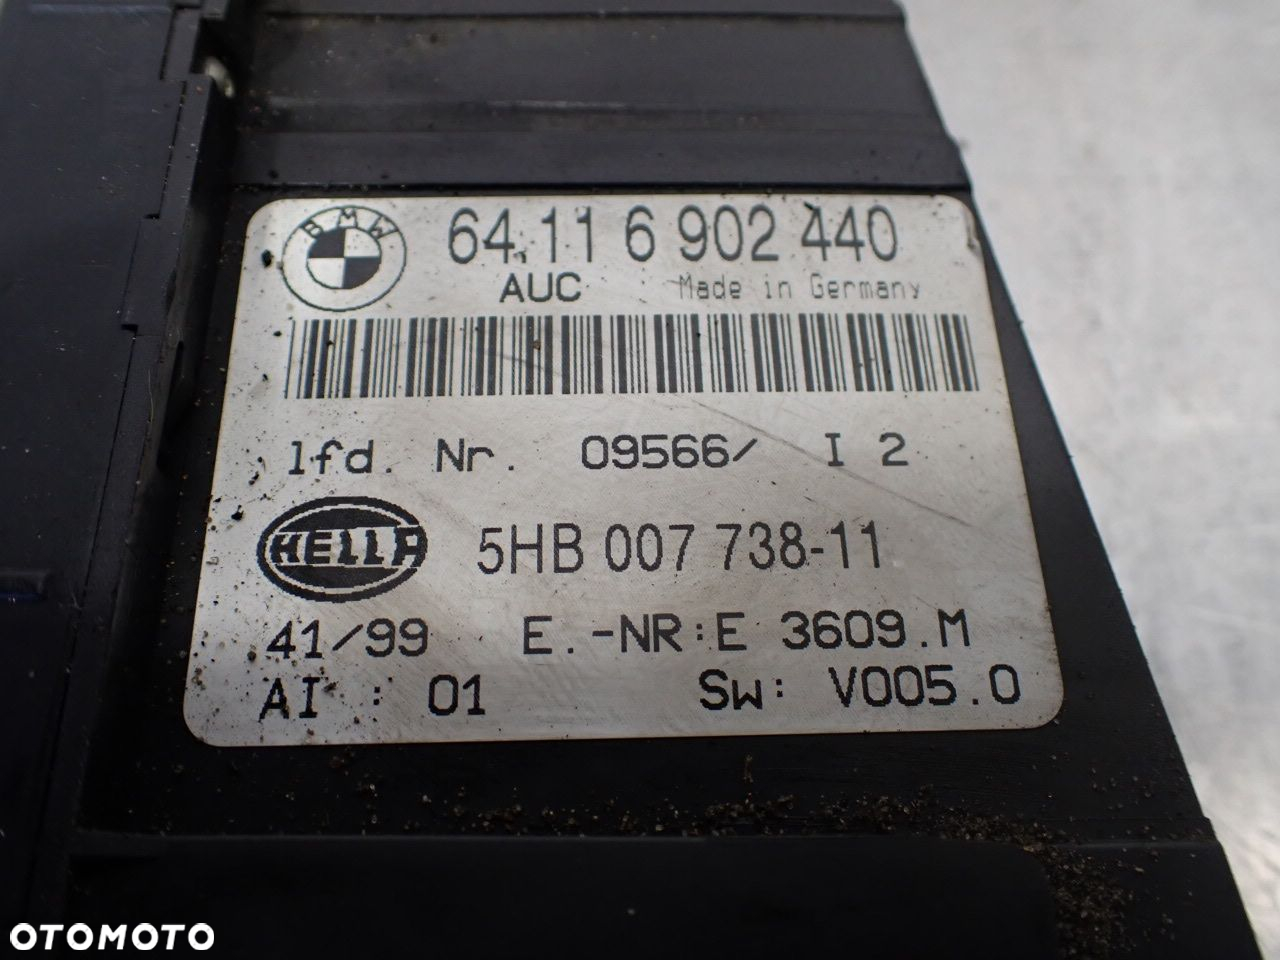 BMW
64.11 6 902 440
AUC Made in Germany
lfd. Nr. 09566/ I 2
HELLA
5HB 007 738-11
41/99 E. -NR:E 3609.M
AI : 01 Sw: V005.0
OTOMOTO